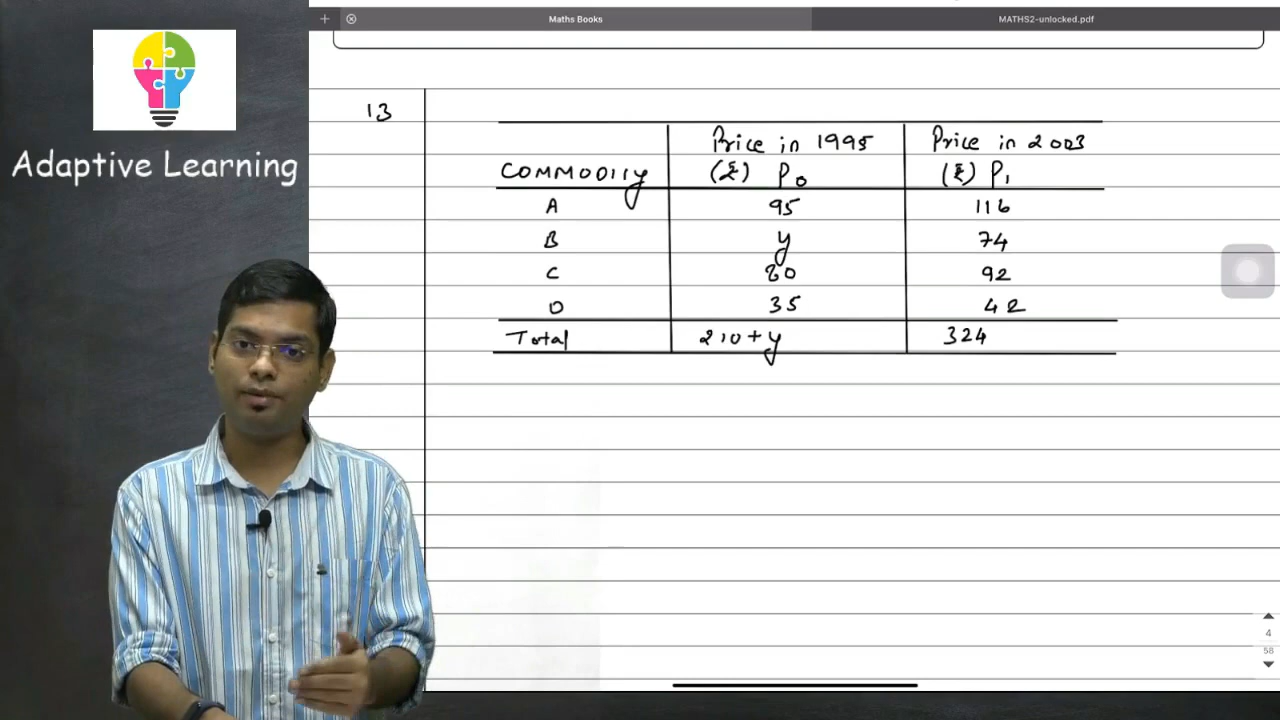 Maths Books
MATHS2-unlocked.pdf
Adaptive Learning
13
Price in 1995 Price in 2003
COMMODITY (₹) P0 (₹) P1
A 95 116
B y 74
C 80 92
D 35 42
Total 210+y 324
4
58